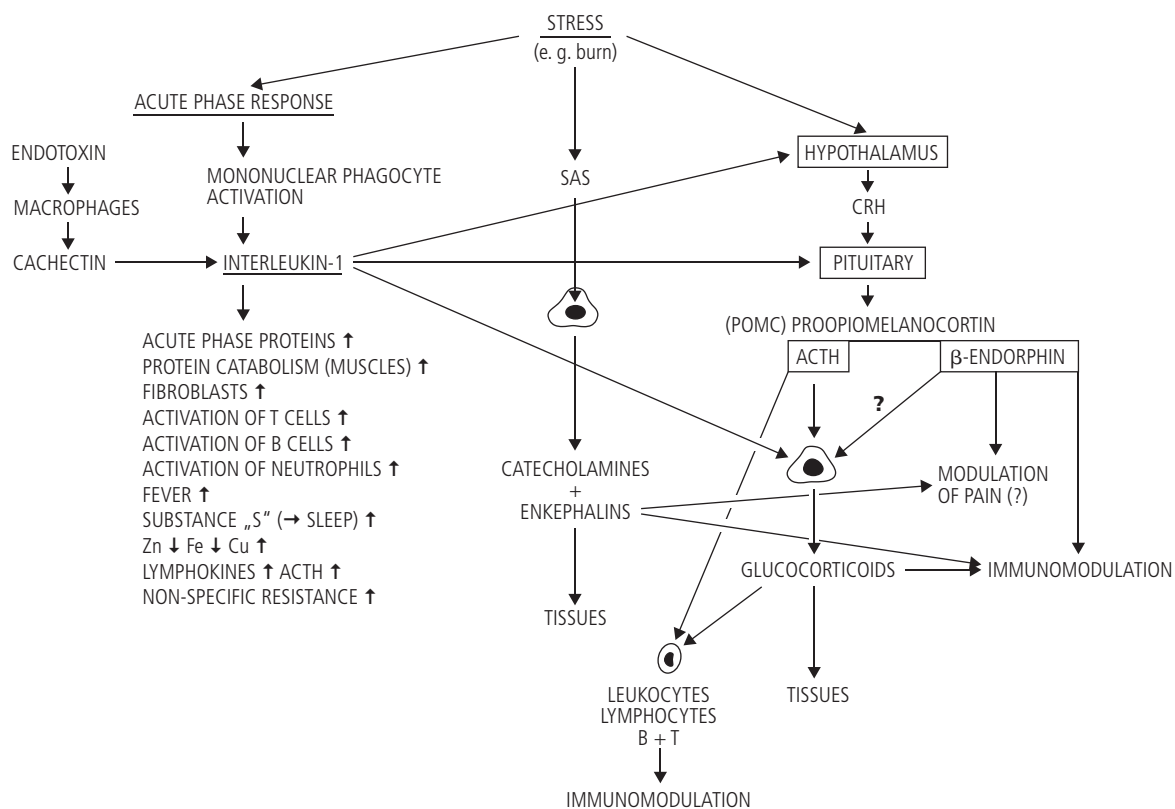 STRESS
(e. g. burn)
ACUTE PHASE RESPONSE
ENDOTOXIN
MACROPHAGES
CACHECTIN
MONONUCLEAR PHAGOCYTE
ACTIVATION
INTERLEUKIN-1
ACUTE PHASE PROTEINS ↑
PROTEIN CATABOLISM (MUSCLES) ↑
FIBROBLASTS ↑
ACTIVATION OF T CELLS ↑
ACTIVATION OF B CELLS ↑
ACTIVATION OF NEUTROPHILS ↑
FEVER ↑
SUBSTANCE „S“ (→ SLEEP) ↑
Zn ↓ Fe ↓ Cu ↑
LYMPHOKINES ↑ ACTH ↑
NON-SPECIFIC RESISTANCE ↑
SAS
CATECHOLAMINES
+
ENKEPHALINS
TISSUES
HYPOTHALAMUS
CRH
PITUITARY
(POMC) PROOPIOMELANOCORTIN
ACTH
β-ENDORPHIN
?
MODULATION
OF PAIN (?)
GLUCOCORTICOIDS
IMMUNOMODULATION
TISSUES
LEUKOCYTES
LYMPHOCYTES
B + T
IMMUNOMODULATION